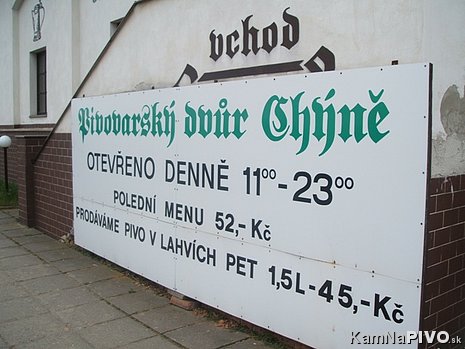 vchod
Pivovarský dvůr Chýně
OTEVŘENO DENNĚ 11⁰⁰-23⁰⁰
POLEDNÍ MENU 52,-Kč
PRODÁVÁME PIVO V LAHVÍCH PET 1,5L-45,-Kč
KamNaPIVO.sk